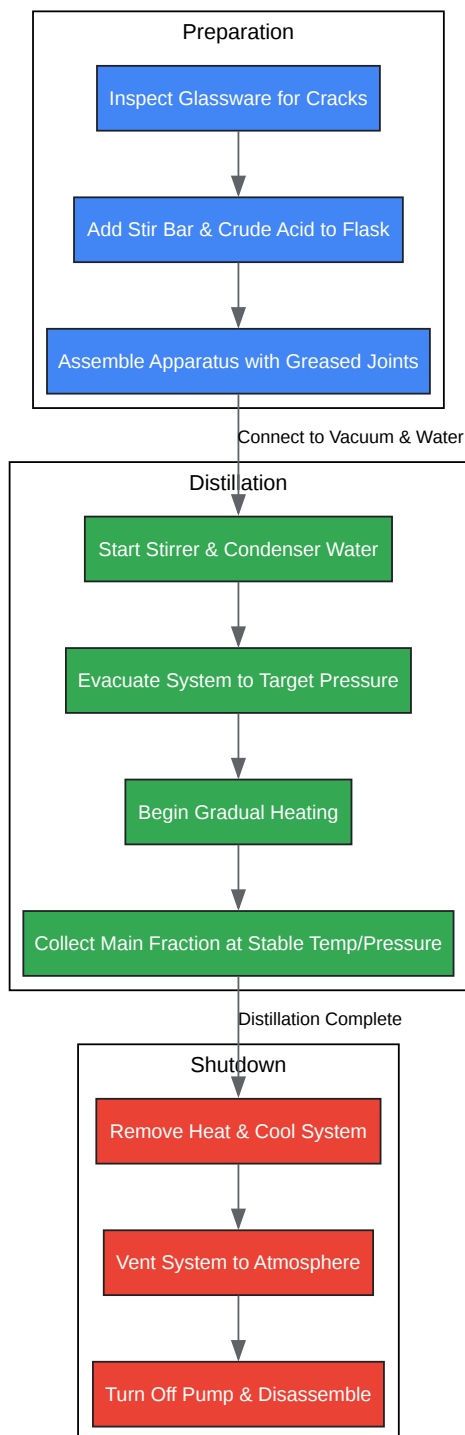 Preparation
Inspect Glassware for Cracks
Add Stir Bar & Crude Acid to Flask
Assemble Apparatus with Greased Joints
Connect to Vacuum & Water
Distillation
Start Stirrer & Condenser Water
Evacuate System to Target Pressure
Begin Gradual Heating
Collect Main Fraction at Stable Temp/Pressure
Distillation Complete
Shutdown
Remove Heat & Cool System
Vent System to Atmosphere
Turn Off Pump & Disassemble